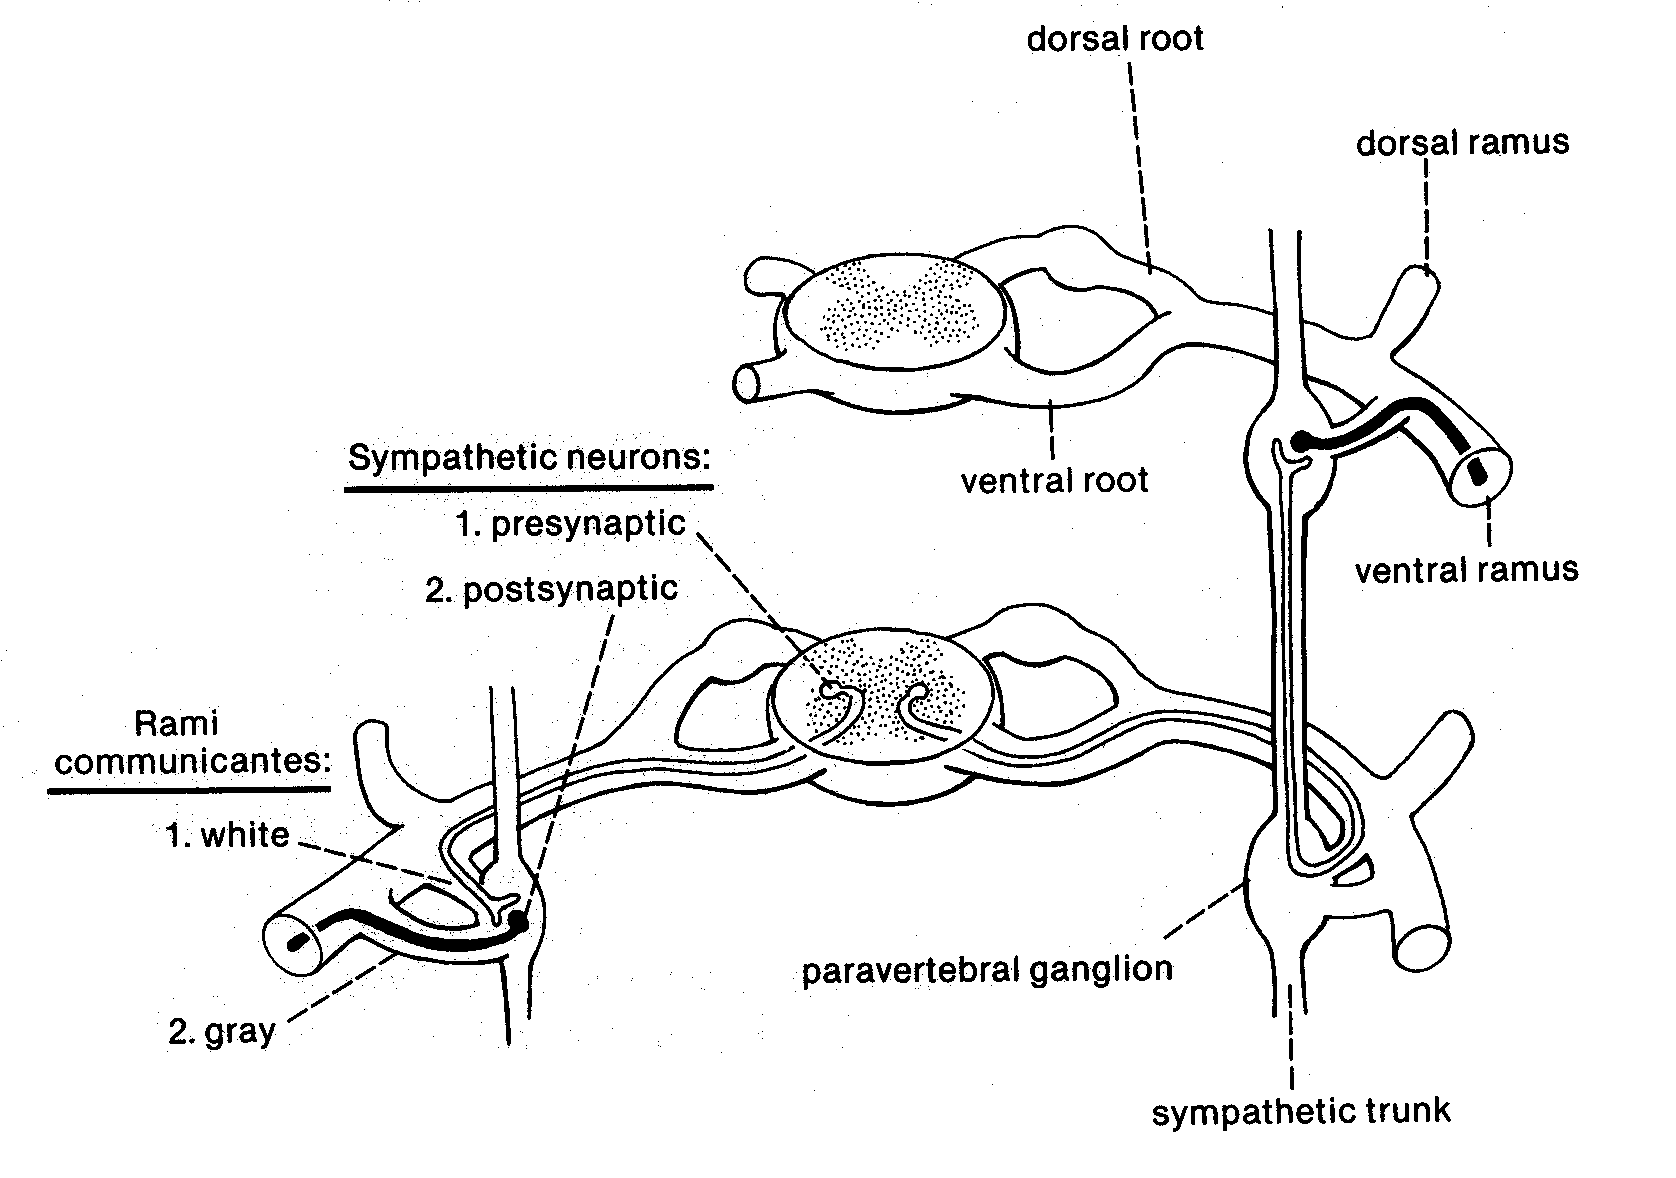 dorsal root
dorsal ramus
Sympathetic neurons:
ventral root
1. presynaptic
ventral ramus
2. postsynaptic
Rami
communicantes:
1. white
paravertebral ganglion
2. gray
sympathetic trunk